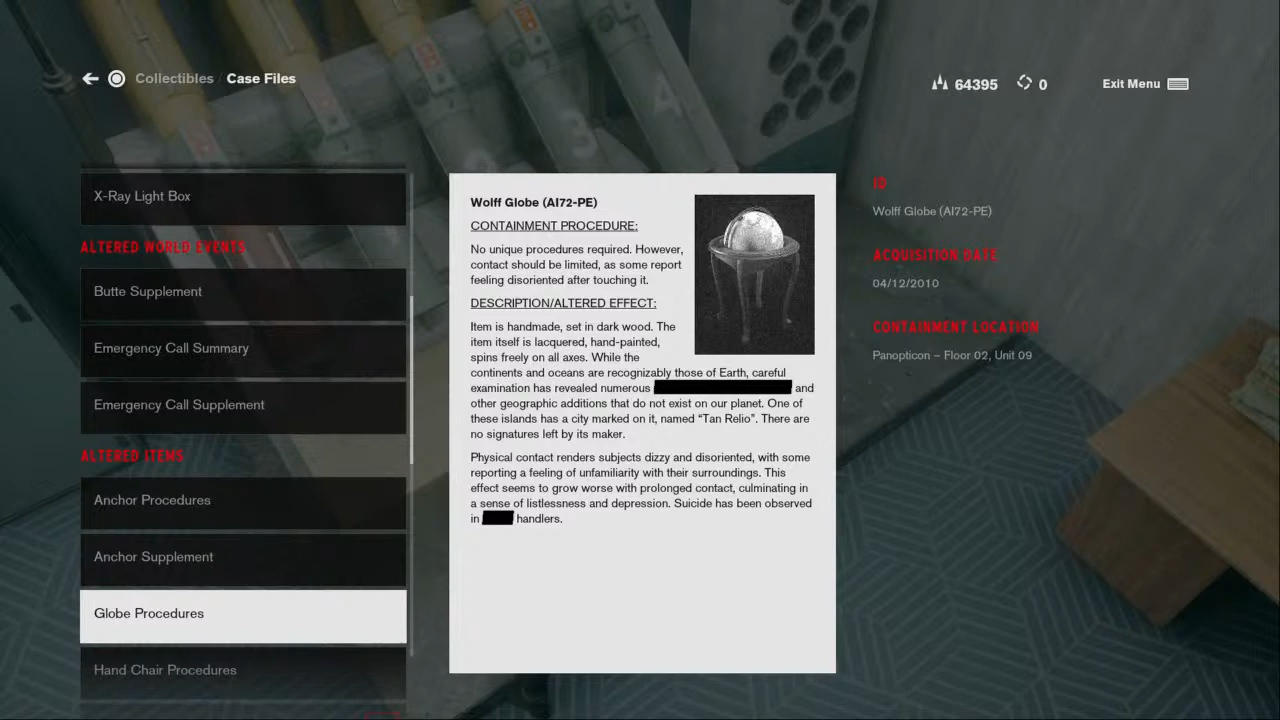 Collectibles / Case Files
64395
0
Exit Menu
X-Ray Light Box
ALTERED WORLD EVENTS
Butte Supplement
Emergency Call Summary
Emergency Call Supplement
ALTERED ITEMS
Anchor Procedures
Anchor Supplement
Globe Procedures
Hand Chair Procedures
Wolff Globe (AI72-PE)
CONTAINMENT PROCEDURE:
No unique procedures required. However,
contact should be limited, as some report
feeling disoriented after touching it.
DESCRIPTION/ALTERED EFFECT:
Item is handmade, set in dark wood. The
item itself is lacquered, hand-painted,
spins freely on all axes. While the
continents and oceans are recognizably those of Earth, careful
examination has revealed numerous and
other geographic additions that do not exist on our planet. One of
these islands has a city marked on it, named “Tan Relio”. There are
no signatures left by its maker.
Physical contact renders subjects dizzy and disoriented, with some
reporting a feeling of unfamiliarity with their surroundings. This
effect seems to grow worse with prolonged contact, culminating in
a sense of listlessness and depression. Suicide has been observed
in handlers.
ID
Wolff Globe (AI72-PE)
ACQUISITION DATE
04/12/2010
CONTAINMENT LOCATION
Panopticon – Floor 02, Unit 09